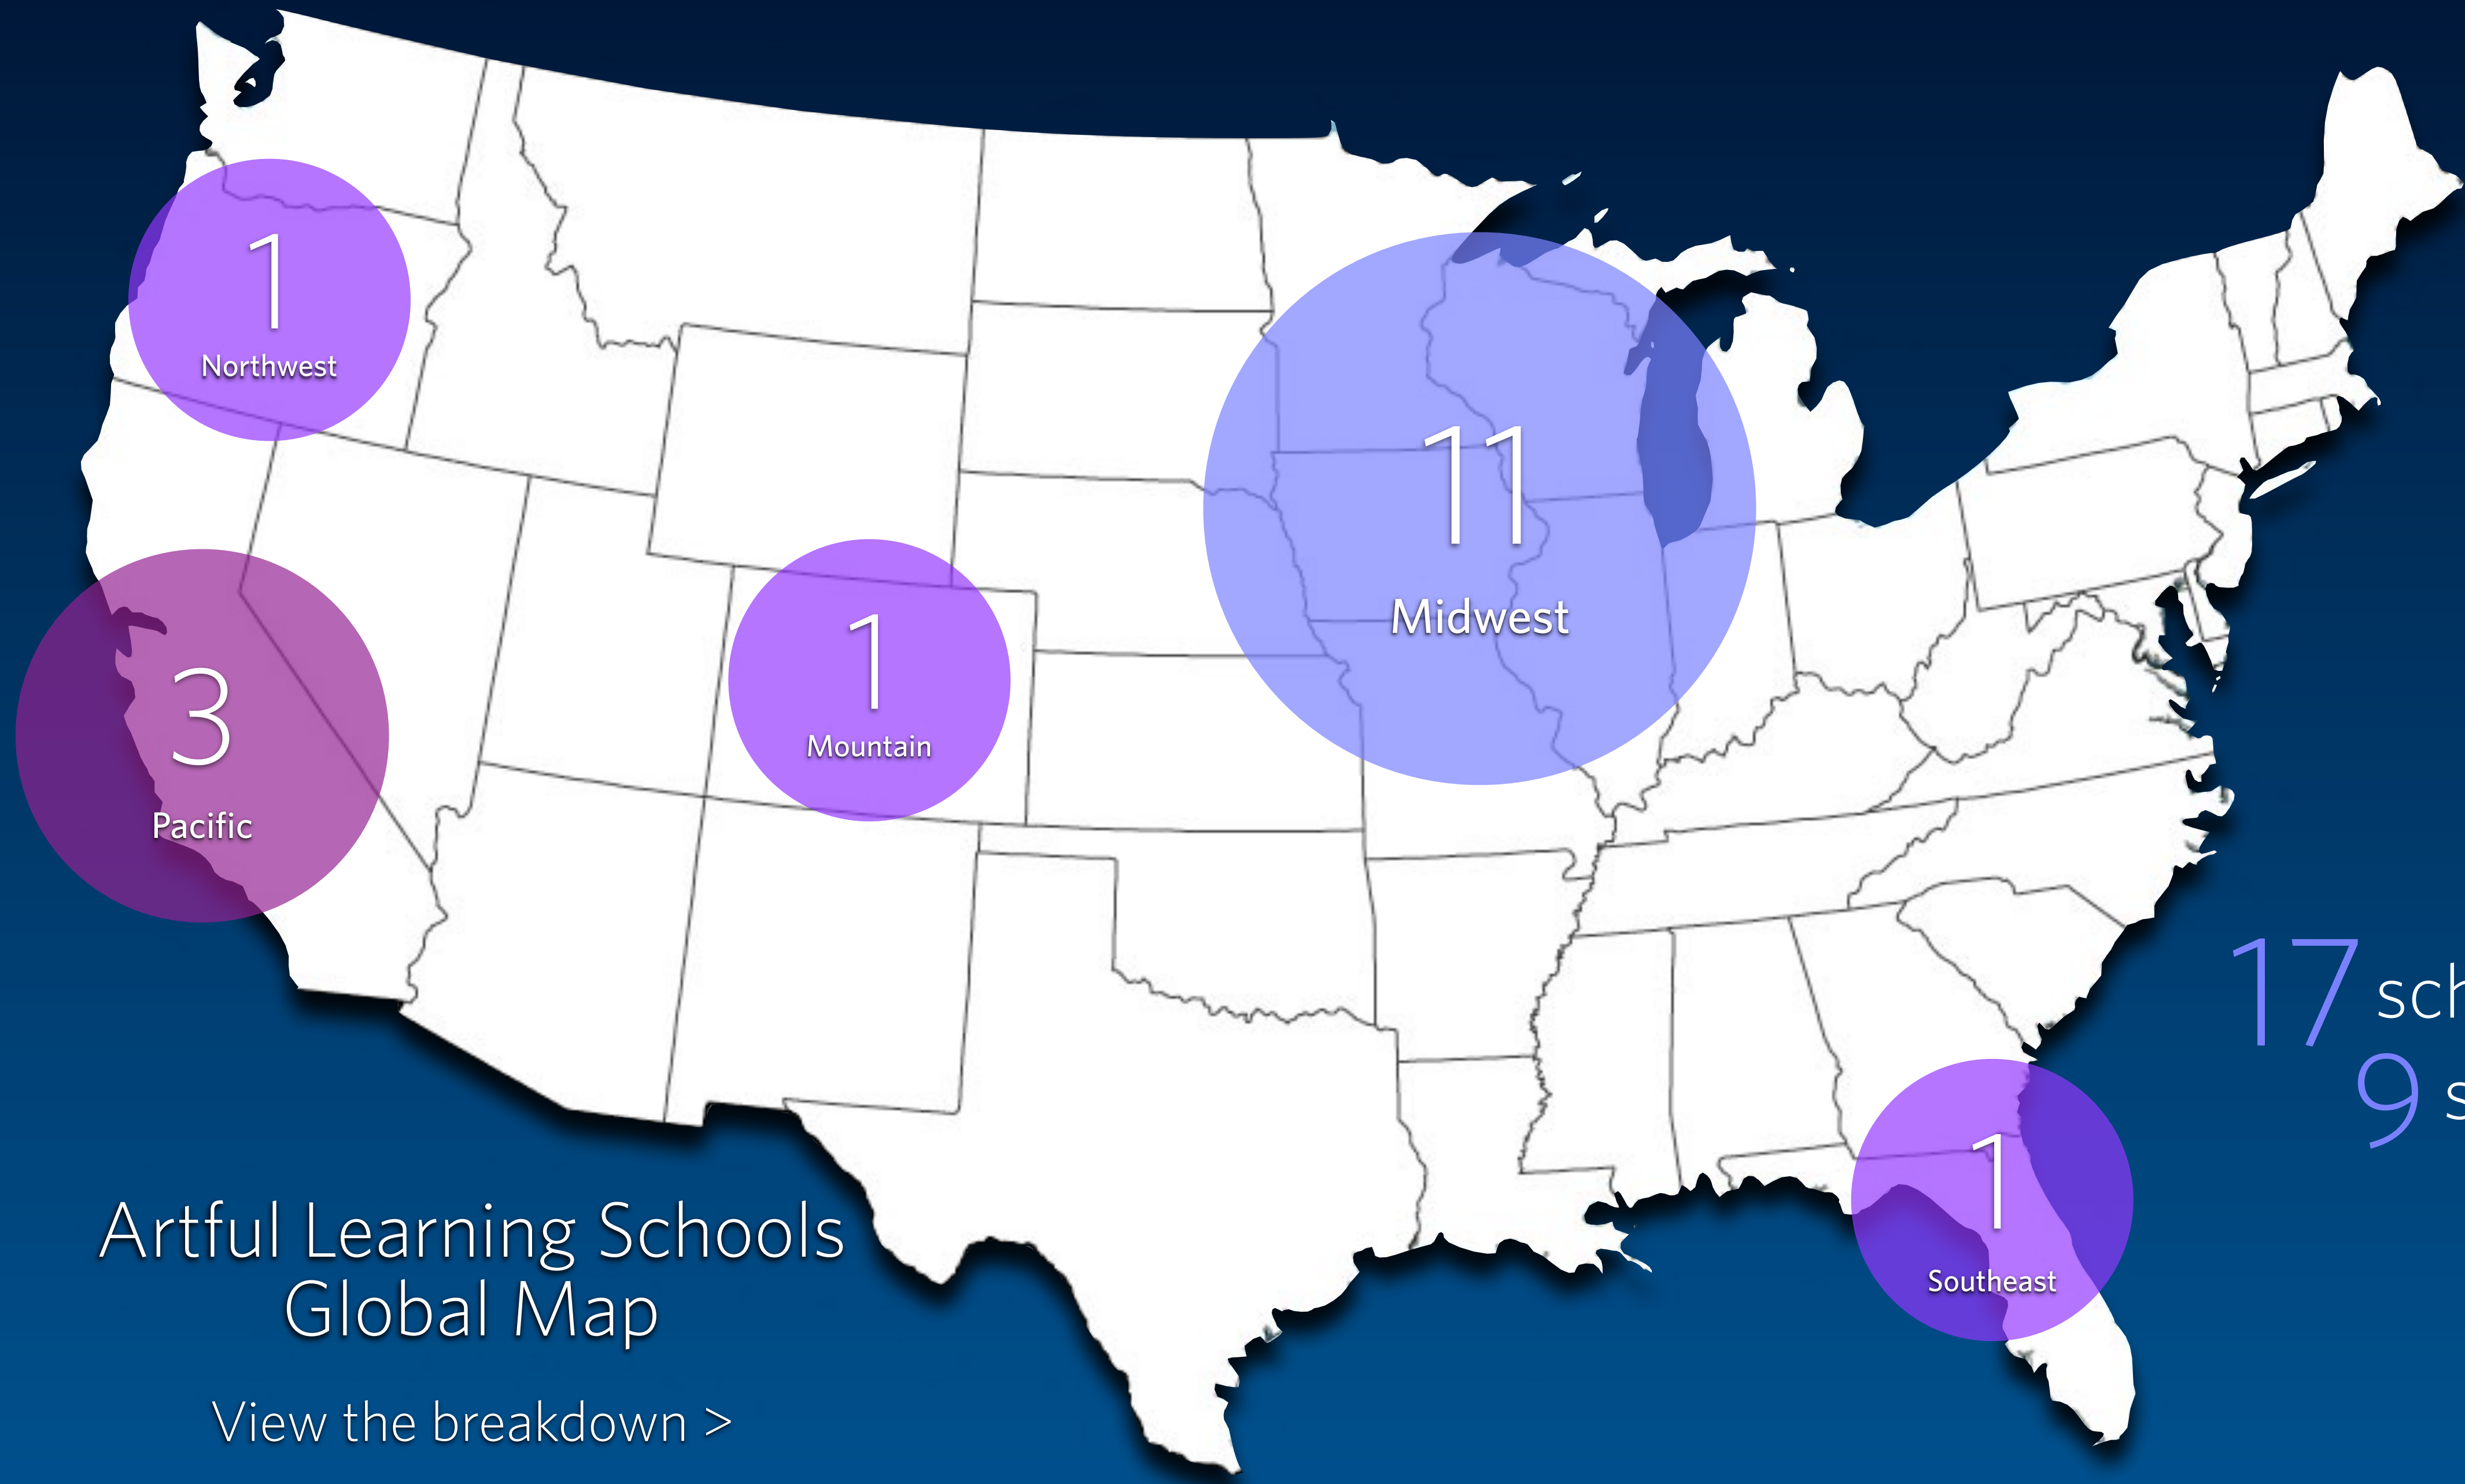 1
Northwest
11
Midwest
1
Mountain
3
Pacific
17 sch
9 s
1
Southeast
Artful Learning Schools
Global Map
View the breakdown >